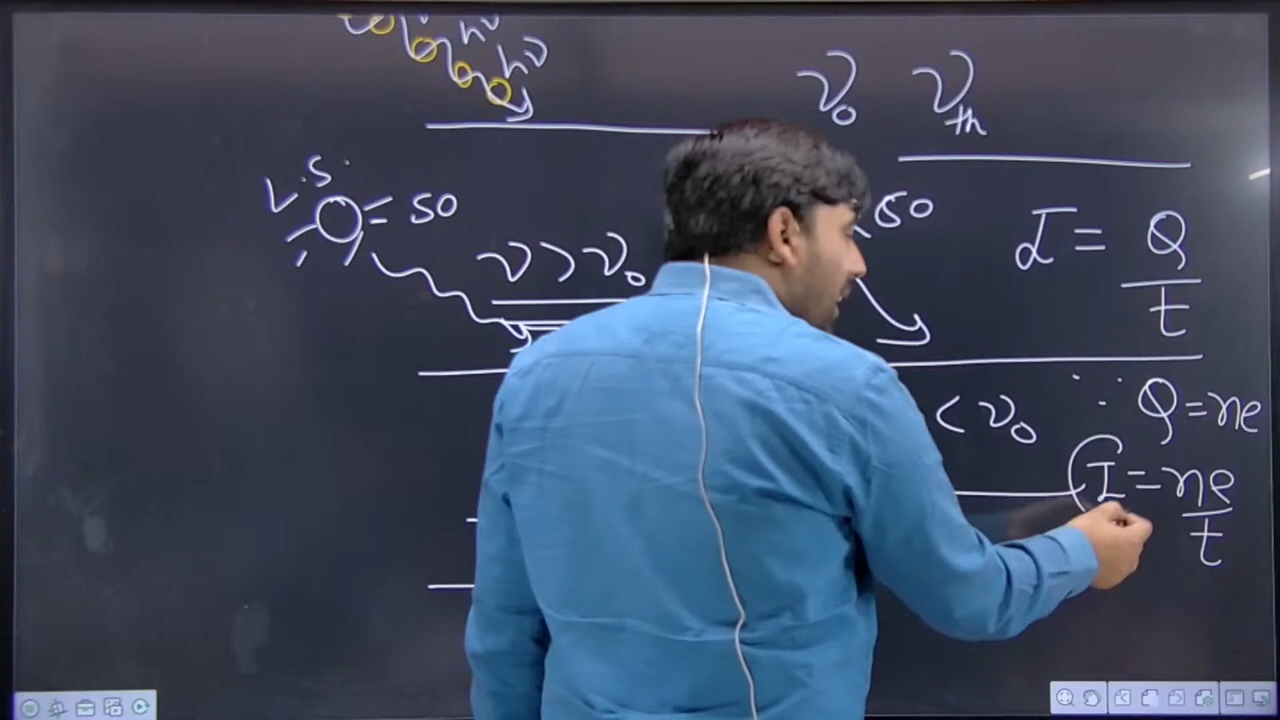 hν
hν
ν₀ ν_th
V.S. 50
ν > ν₀
50
I = Q/t
< ν₀
∵ Q = ne
I = ne/t